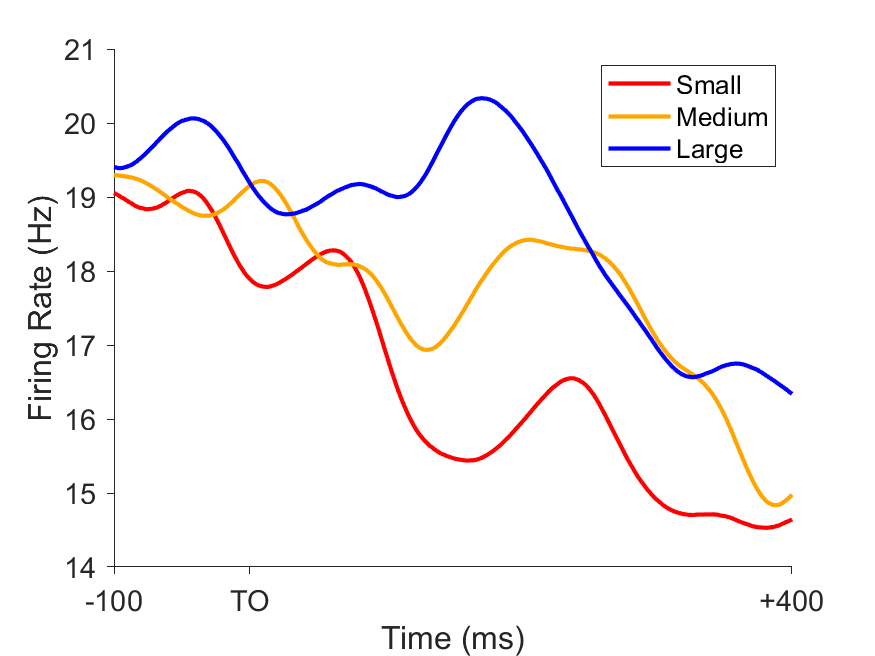 21
20
19
18
17
16
15
14
Firing Rate (Hz)
Small
Medium
Large
-100
TO
+400
Time (ms)